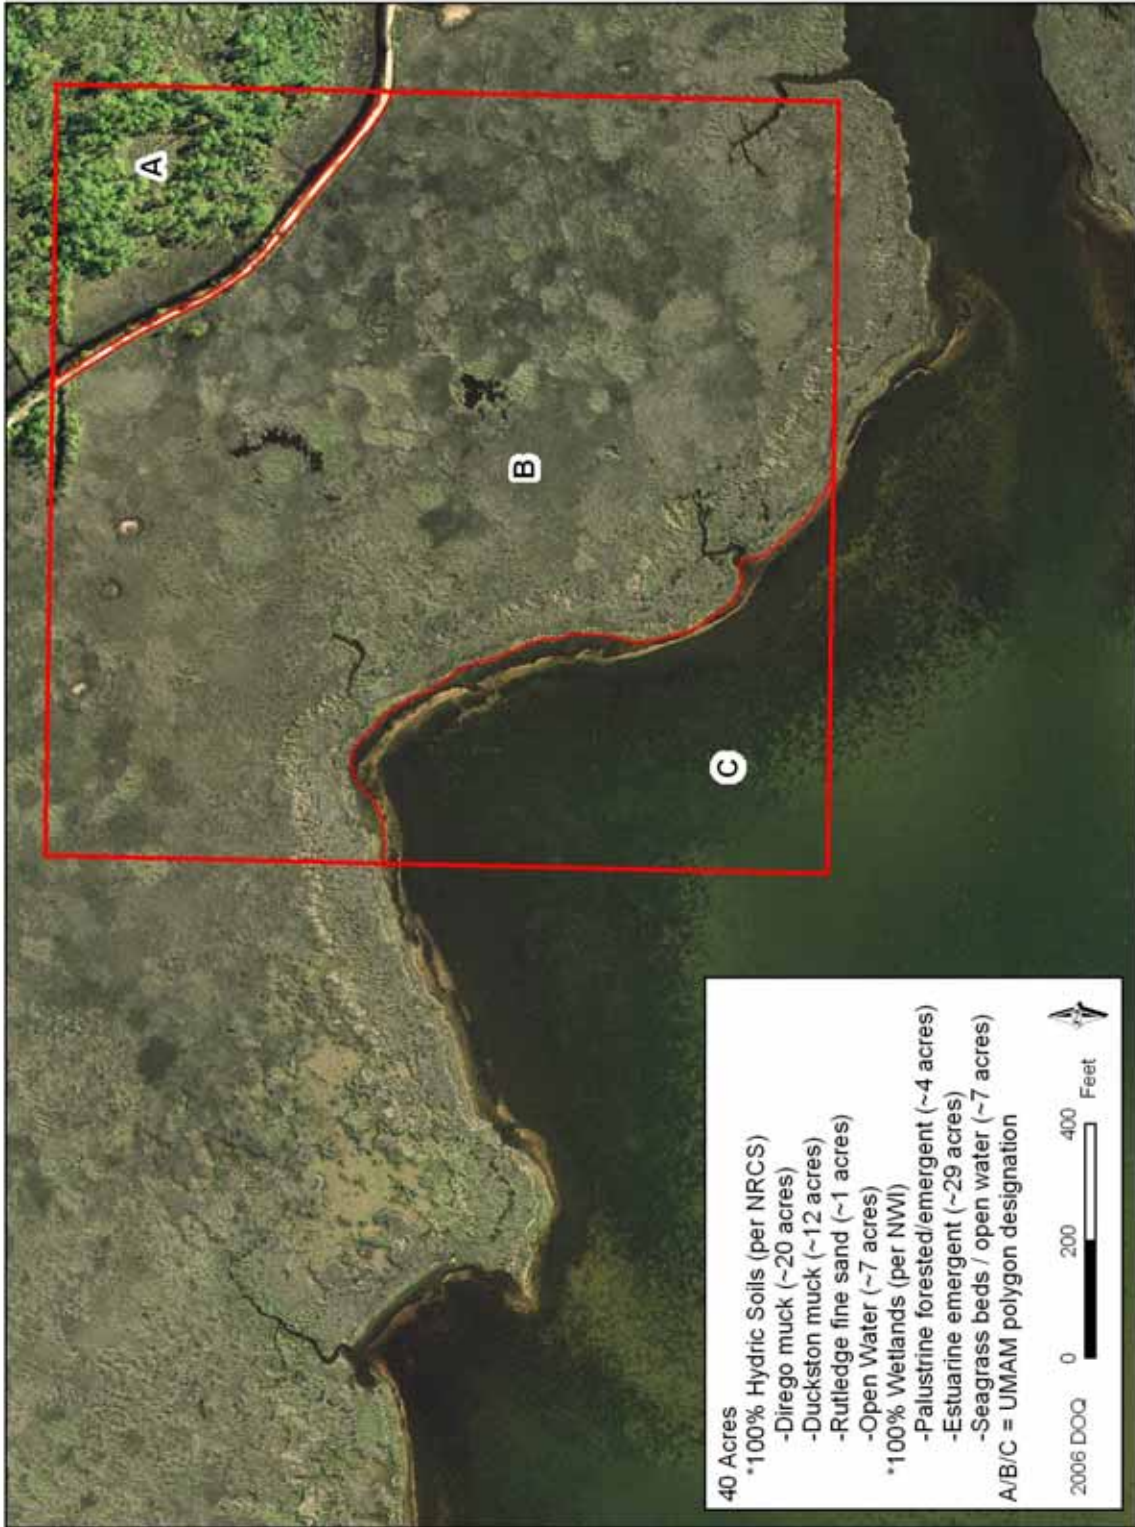 A
B
C
40 Acres
*100% Hydric Soils (per NRCS)
-Dirego muck (~20 acres)
-Duckston muck (~12 acres)
-Rutledge fine sand (~1 acres)
-Open Water (~7 acres)
*100% Wetlands (per NWI)
-Palustrine forested/emergent (~4 acres)
-Estuarine emergent (~29 acres)
-Seagrass beds / open water (~7 acres)
A/B/C = UMAM polygon designation
2006 DOQ
0 200 400 Feet